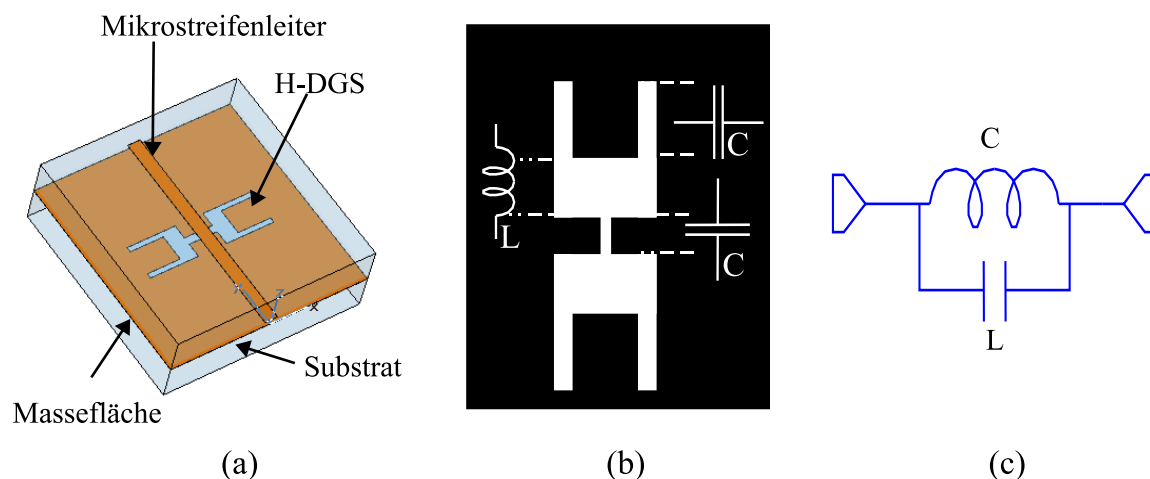 Mikrostreifenleiter
H-DGS
Substrat
Massefläche
(a)
C
L
C
(b)
C
L
(c)